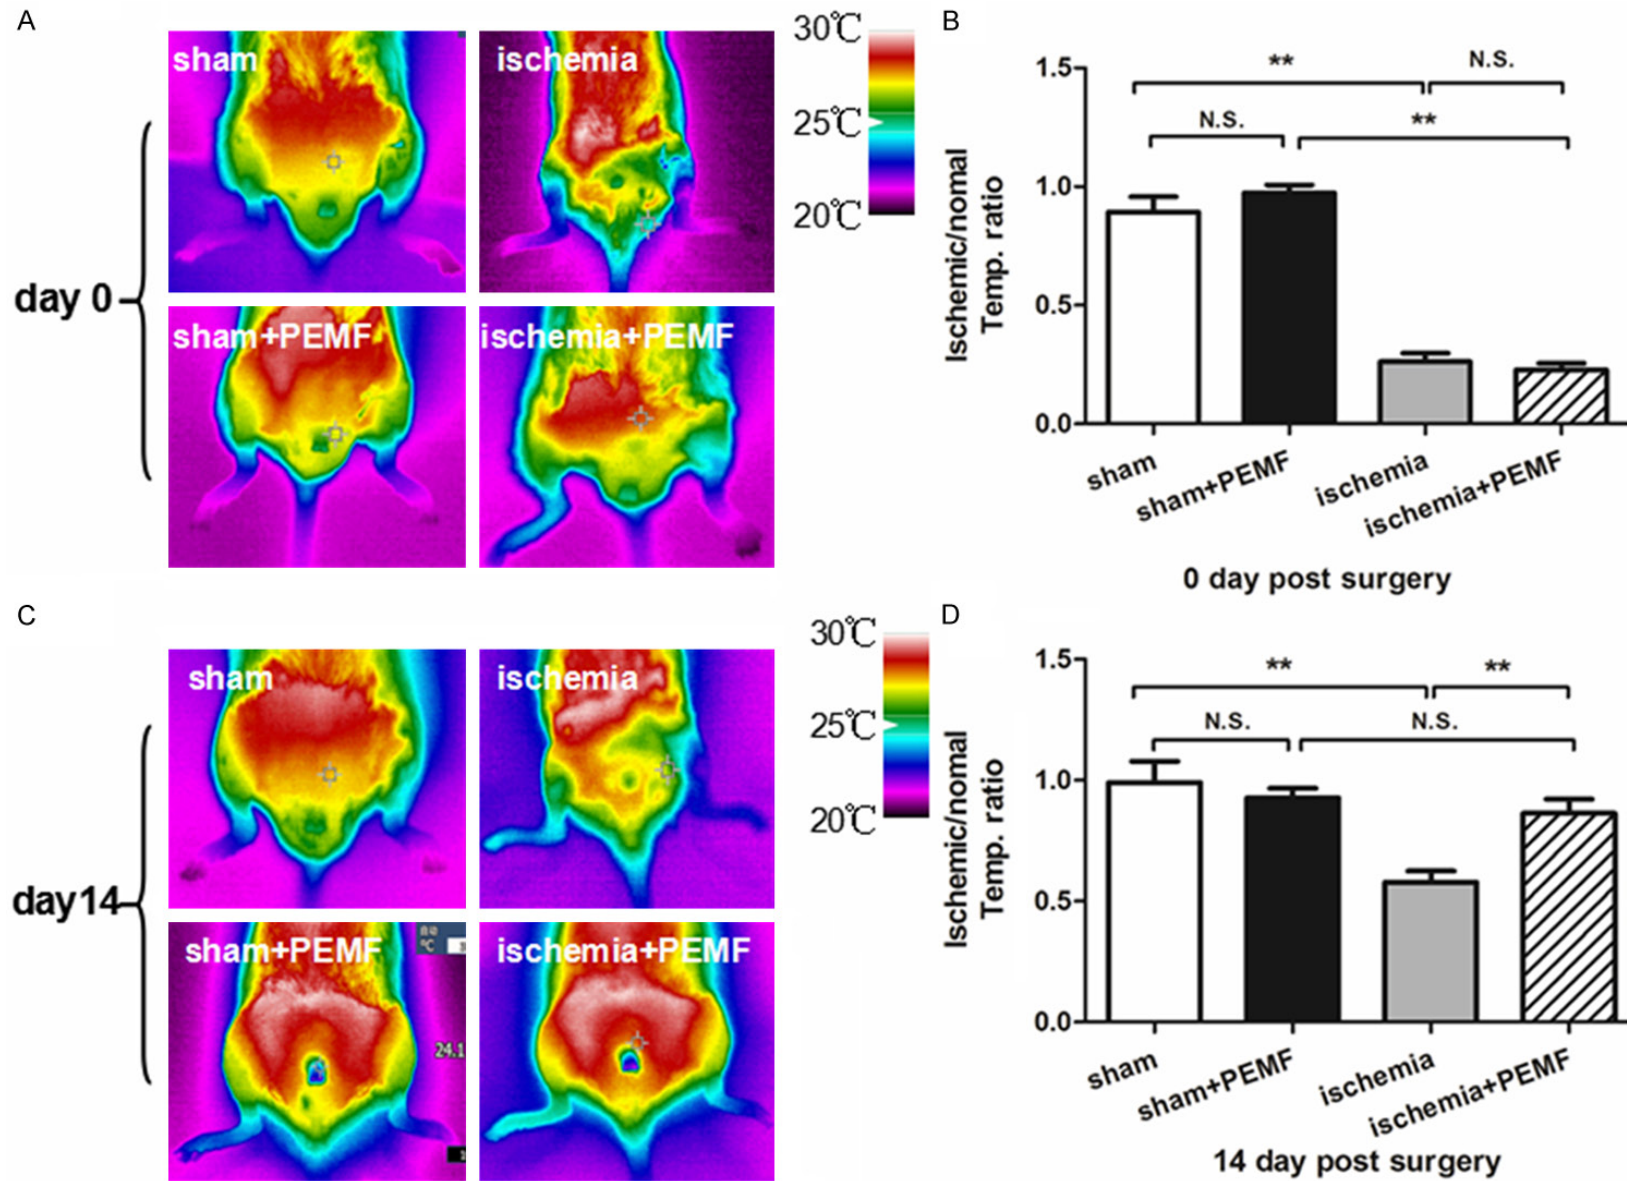 A
sham
ischemia
30℃
25℃
20℃
day 0
sham+PEMF
ischemia+PEMF
B
** N.S.
N.S. **
1.5
1.0
0.5
0.0
Ischemic/nomal
Temp. ratio
sham
sham+PEMF
ischemia
ischemia+PEMF
0 day post surgery
C
sham
ischemia
30℃
25℃
20℃
day14
sham+PEMF
ischemia+PEMF
℃
24.1
D
** **
N.S. N.S.
1.5
1.0
0.5
0.0
Ischemic/nomal
Temp. ratio
sham
sham+PEMF
ischemia
ischemia+PEMF
14 day post surgery